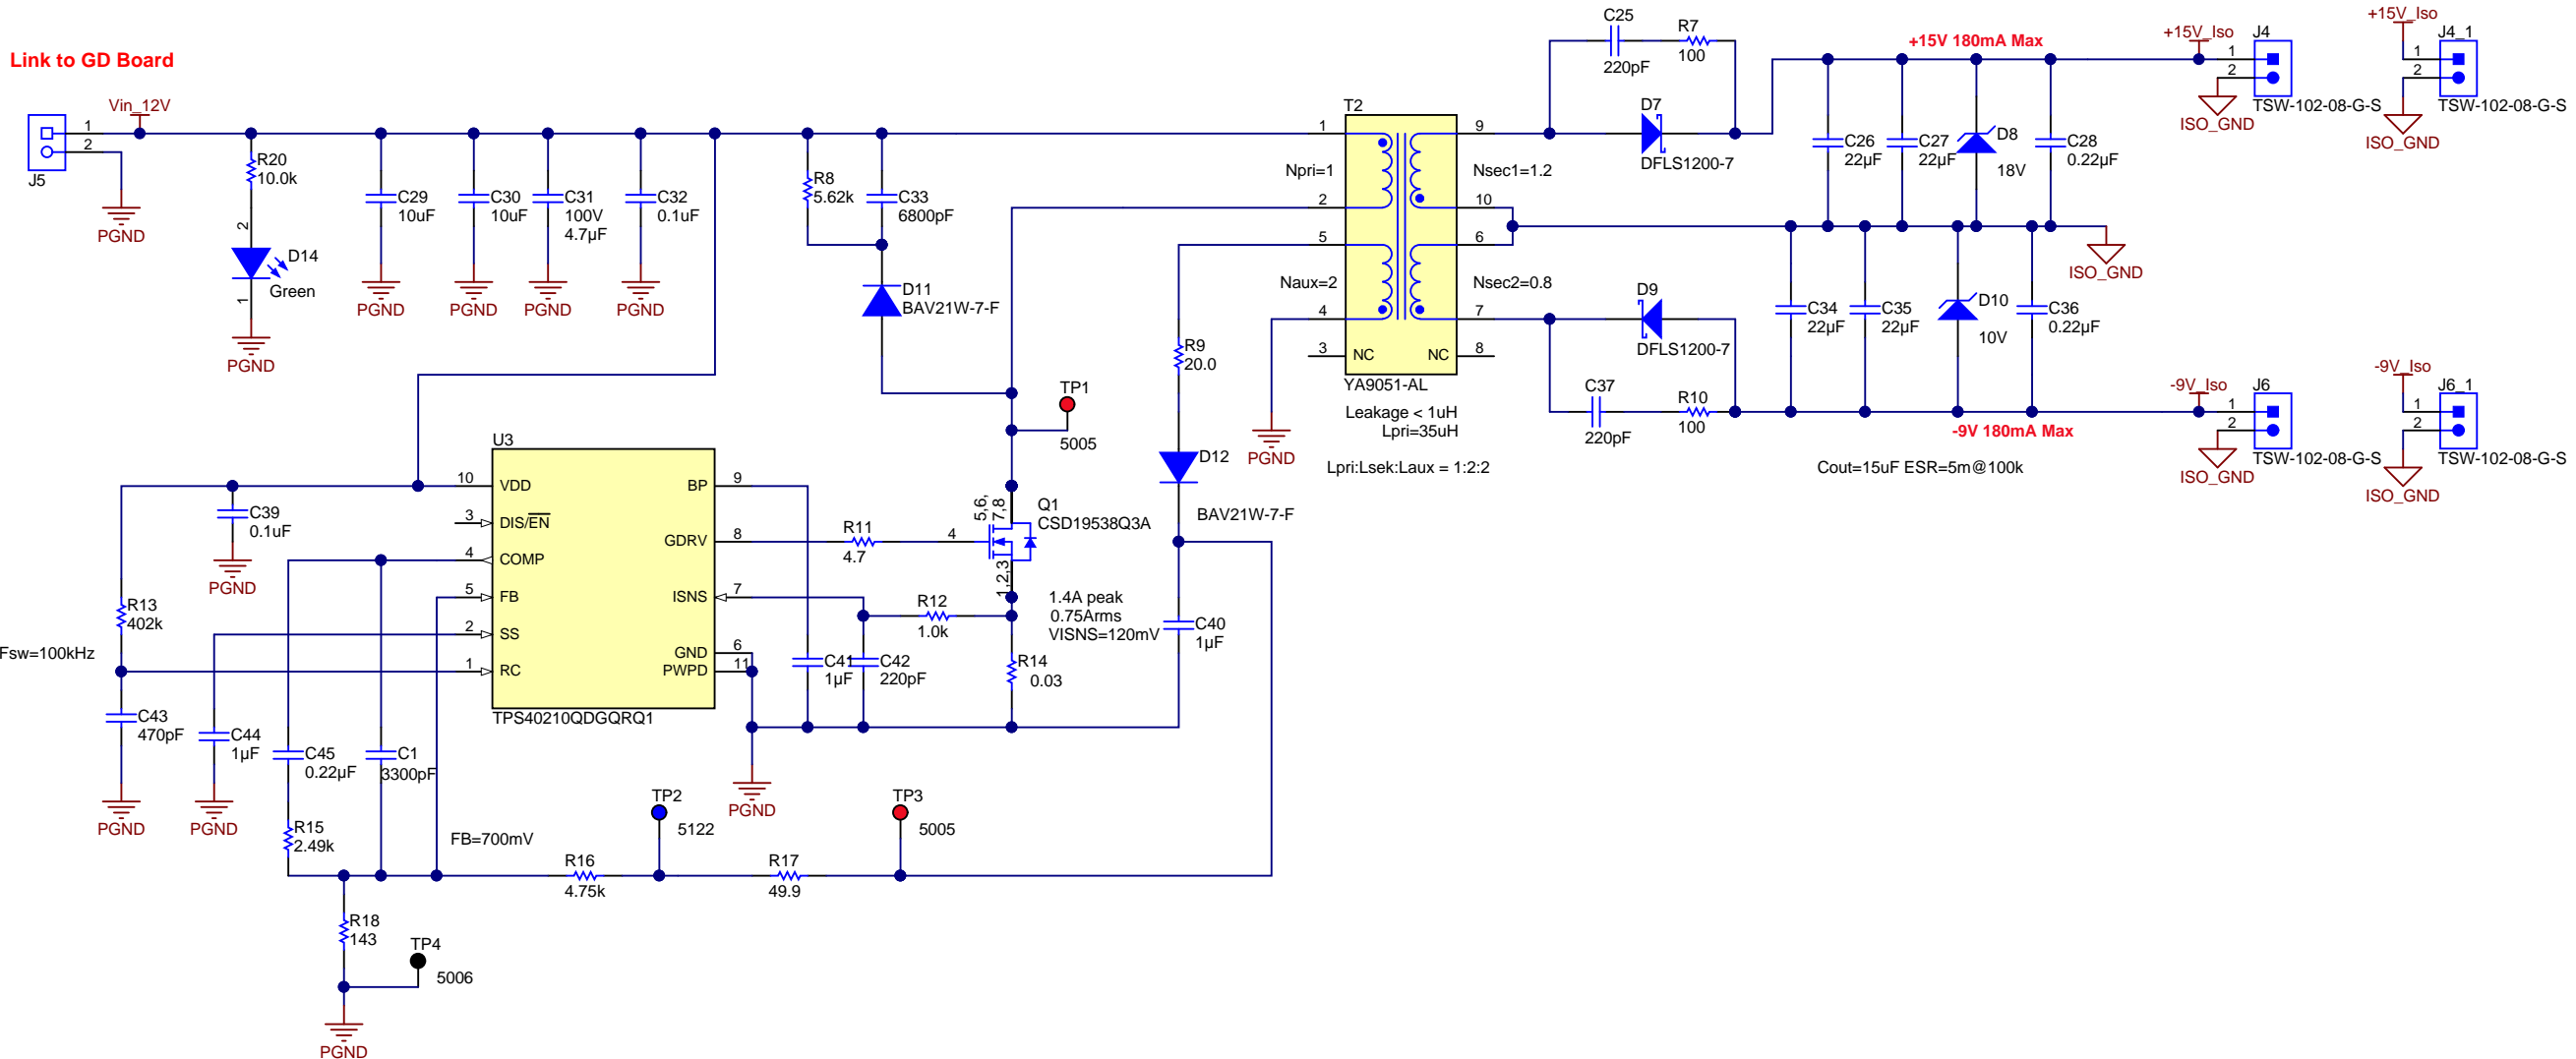 Link to GD Board
J5
1
2
Vin_12V
PGND
R20
10.0k
2
D14
Green
1
PGND
C29
10uF
PGND
C30
10uF
PGND
C31
100V
4.7µF
PGND
C32
0.1uF
PGND
R8
5.62k
C33
6800pF
D11
BAV21W-7-F
T2
1
2
5
4
3
9
10
6
7
8
Npri=1
Naux=2
Nsec1=1.2
Nsec2=0.8
NC
NC
YA9051-AL
Leakage < 1uH
Lpri=35uH
Lpri:Lsek:Laux = 1:2:2
PGND
C25
220pF
R7
100
D7
DFLS1200-7
D9
DFLS1200-7
C37
220pF
R10
100
+15V 180mA Max
C26
22µF
C27
22µF
D8
18V
C28
0.22µF
ISO_GND
C34
22µF
C35
22µF
D10
10V
C36
0.22µF
-9V 180mA Max
Cout=15uF ESR=5m@100k
+15V_Iso
J4
1
2
TSW-102-08-G-S
ISO_GND
+15V_Iso
J4_1
1
2
TSW-102-08-G-S
ISO_GND
-9V_Iso
J6
1
2
TSW-102-08-G-S
ISO_GND
-9V_Iso
J6_1
1
2
TSW-102-08-G-S
ISO_GND
R9
20.0
D12
BAV21W-7-F
C40
1µF
TP1
5005
Q1
CSD19538Q3A
5,6,
7,8
4
1,2,3
1.4A peak
0.75Arms
VISNS=120mV
R14
0.03
R11
4.7
R12
1.0k
C41
1µF
C42
220pF
PGND
U3
10
VDD
3
DIS/EN
4
COMP
5
FB
2
SS
1
RC
BP
9
GDRV
8
ISNS
7
GND
6
PWPD
11
TPS40210QDGQRQ1
C39
0.1uF
PGND
R13
402k
Fsw=100kHz
C43
470pF
PGND
C44
1µF
PGND
C45
0.22µF
C1
3300pF
R15
2.49k
FB=700mV
R16
4.75k
TP2
5122
R17
49.9
TP3
5005
R18
143
TP4
5006
PGND